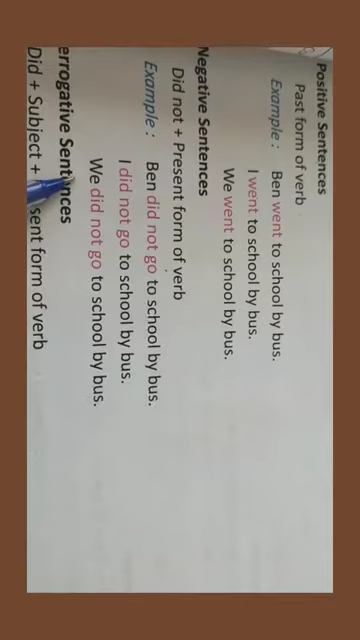 Positive Sentences
Past form of verb
Example : Ben went to school by bus.
I went to school by bus.
We went to school by bus.
Negative Sentences
Did not + Present form of verb
Example : Ben did not go to school by bus.
I did not go to school by bus.
We did not go to school by bus.
errogative Sentences
Did + Subject + sent form of verb